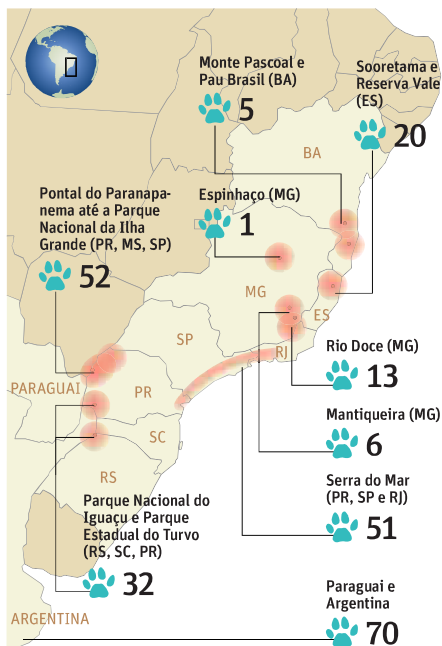 Monte Pascoal e
Pau Brasil (BA)
5
Sooretama e
Reserva Vale
(ES)
20
BA
Pontal do Paranapa-
nema até a Parque
Nacional da Ilha
Grande (PR, MS, SP)
52
Espinhaço (MG)
1
MG
ES
SP
RJ
Rio Doce (MG)
13
PARAGUAI
PR
Mantiqueira (MG)
6
SC
RS
Serra do Mar
(PR, SP e RJ)
51
Parque Nacional do
Iguaçu e Parque
Estadual do Turvo
(RS, SC, PR)
32
Paraguai e
Argentina
70
ARGENTINA